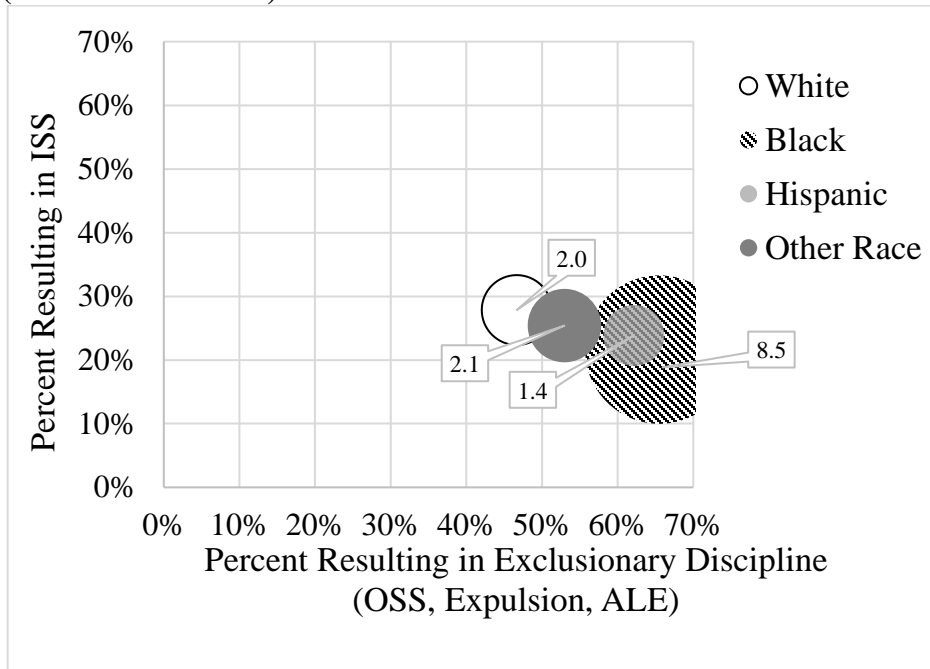 70%
60%
50%
40%
30%
20%
10%
0%
Percent Resulting in ISS
White
Black
Hispanic
Other Race
2.0
2.1
1.4
8.5
0% 10% 20% 30% 40% 50% 60% 70%
Percent Resulting in Exclusionary Discipline
(OSS, Expulsion, ALE)